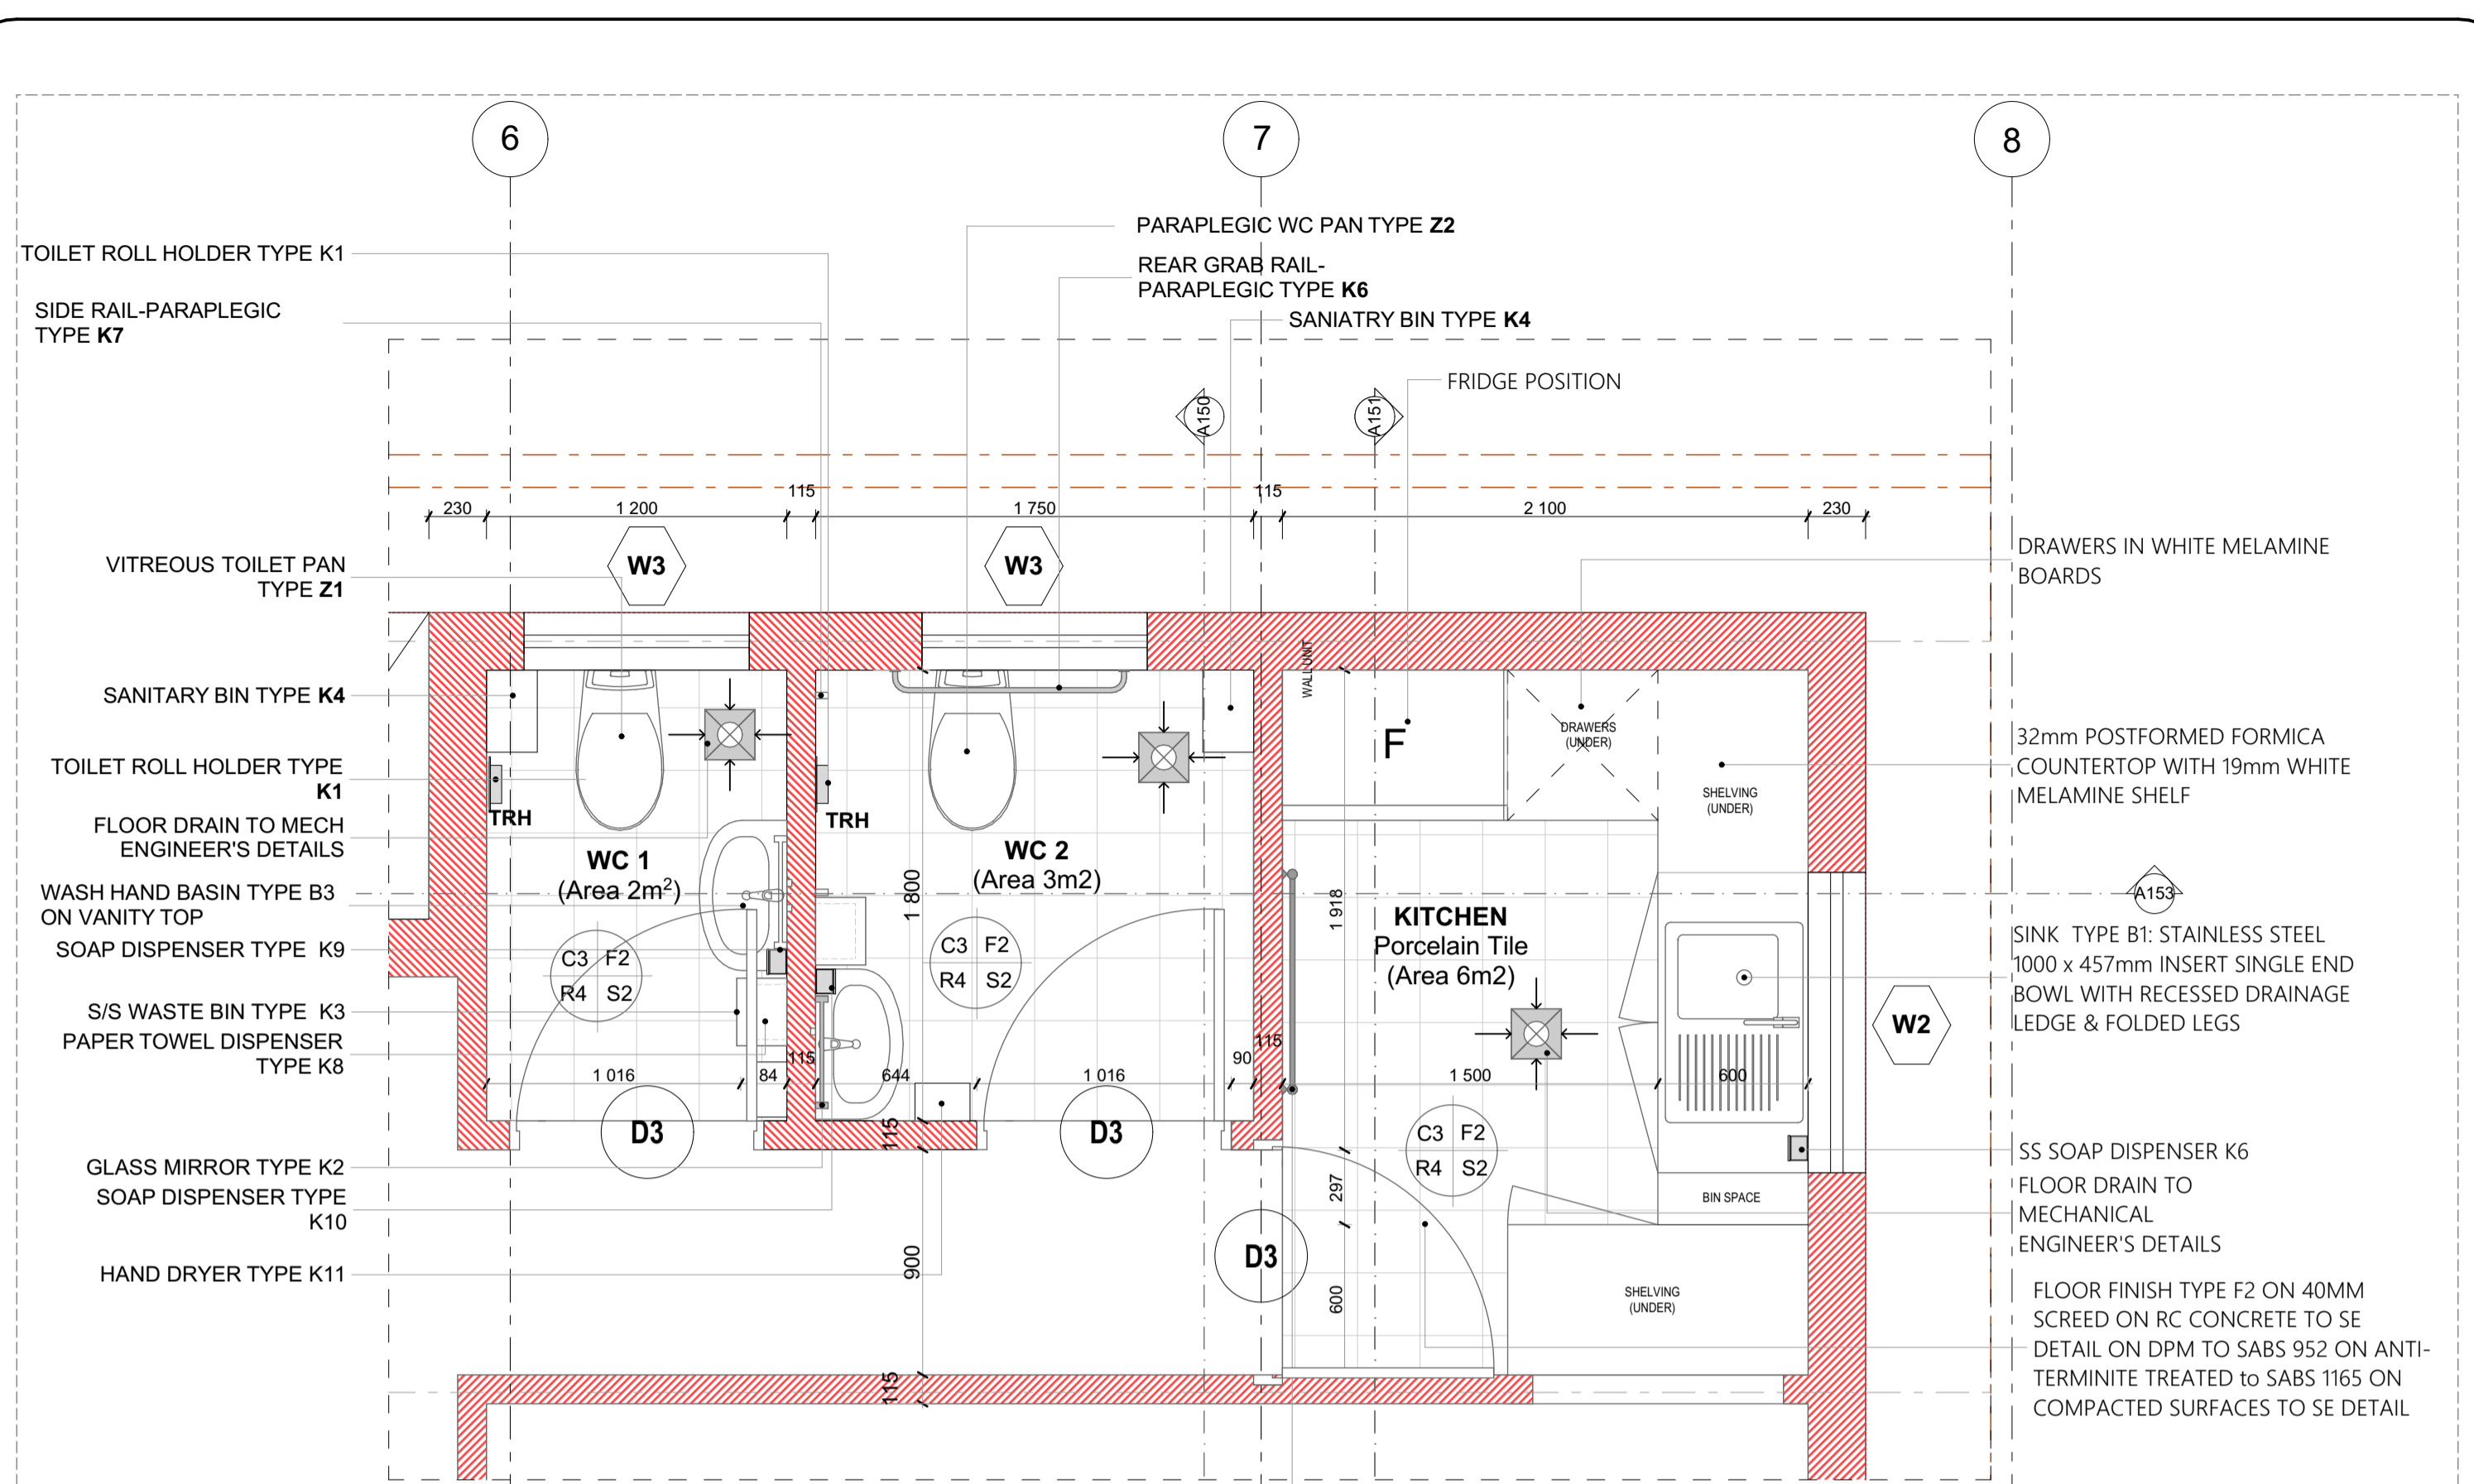 6
7
8
TOILET ROLL HOLDER TYPE K1
SIDE RAIL-PARAPLEGIC
TYPE K7
PARAPLEGIC WC PAN TYPE Z2
REAR GRAB RAIL-
PARAPLEGIC TYPE K6
SANIATRY BIN TYPE K4
FRIDGE POSITION
A150
A151
230
1 200
115
1 750
115
2 100
230
W3
W3
VITREOUS TOILET PAN
TYPE Z1
SANITARY BIN TYPE K4
TOILET ROLL HOLDER TYPE
K1
FLOOR DRAIN TO MECH
ENGINEER'S DETAILS
WASH HAND BASIN TYPE B3
ON VANITY TOP
SOAP DISPENSER TYPE K9
S/S WASTE BIN TYPE K3
PAPER TOWEL DISPENSER
TYPE K8
GLASS MIRROR TYPE K2
SOAP DISPENSER TYPE
K10
HAND DRYER TYPE K11
TRH
WC 1
(Area 2m²)
C3 F2
R4 S2
1 016
84
115
D3
TRH
WC 2
(Area 3m2)
1 800
C3 F2
R4 S2
644
1 016
90
115
D3
115
900
115
WALL UNIT
F
DRAWERS
(UNDER)
SHELVING
(UNDER)
1 918
KITCHEN
Porcelain Tile
(Area 6m2)
1 500
600
C3 F2
R4 S2
297
600
D3
BIN SPACE
SHELVING
(UNDER)
W2
DRAWERS IN WHITE MELAMINE
BOARDS
32mm POSTFORMED FORMICA
COUNTERTOP WITH 19mm WHITE
MELAMINE SHELF
A153
SINK TYPE B1: STAINLESS STEEL
1000 x 457mm INSERT SINGLE END
BOWL WITH RECESSED DRAINAGE
LEDGE & FOLDED LEGS
SS SOAP DISPENSER K6
FLOOR DRAIN TO
MECHANICAL
ENGINEER'S DETAILS
FLOOR FINISH TYPE F2 ON 40MM
SCREED ON RC CONCRETE TO SE
DETAIL ON DPM TO SABS 952 ON ANTI-
TERMINITE TREATED to SABS 1165 ON
COMPACTED SURFACES TO SE DETAIL